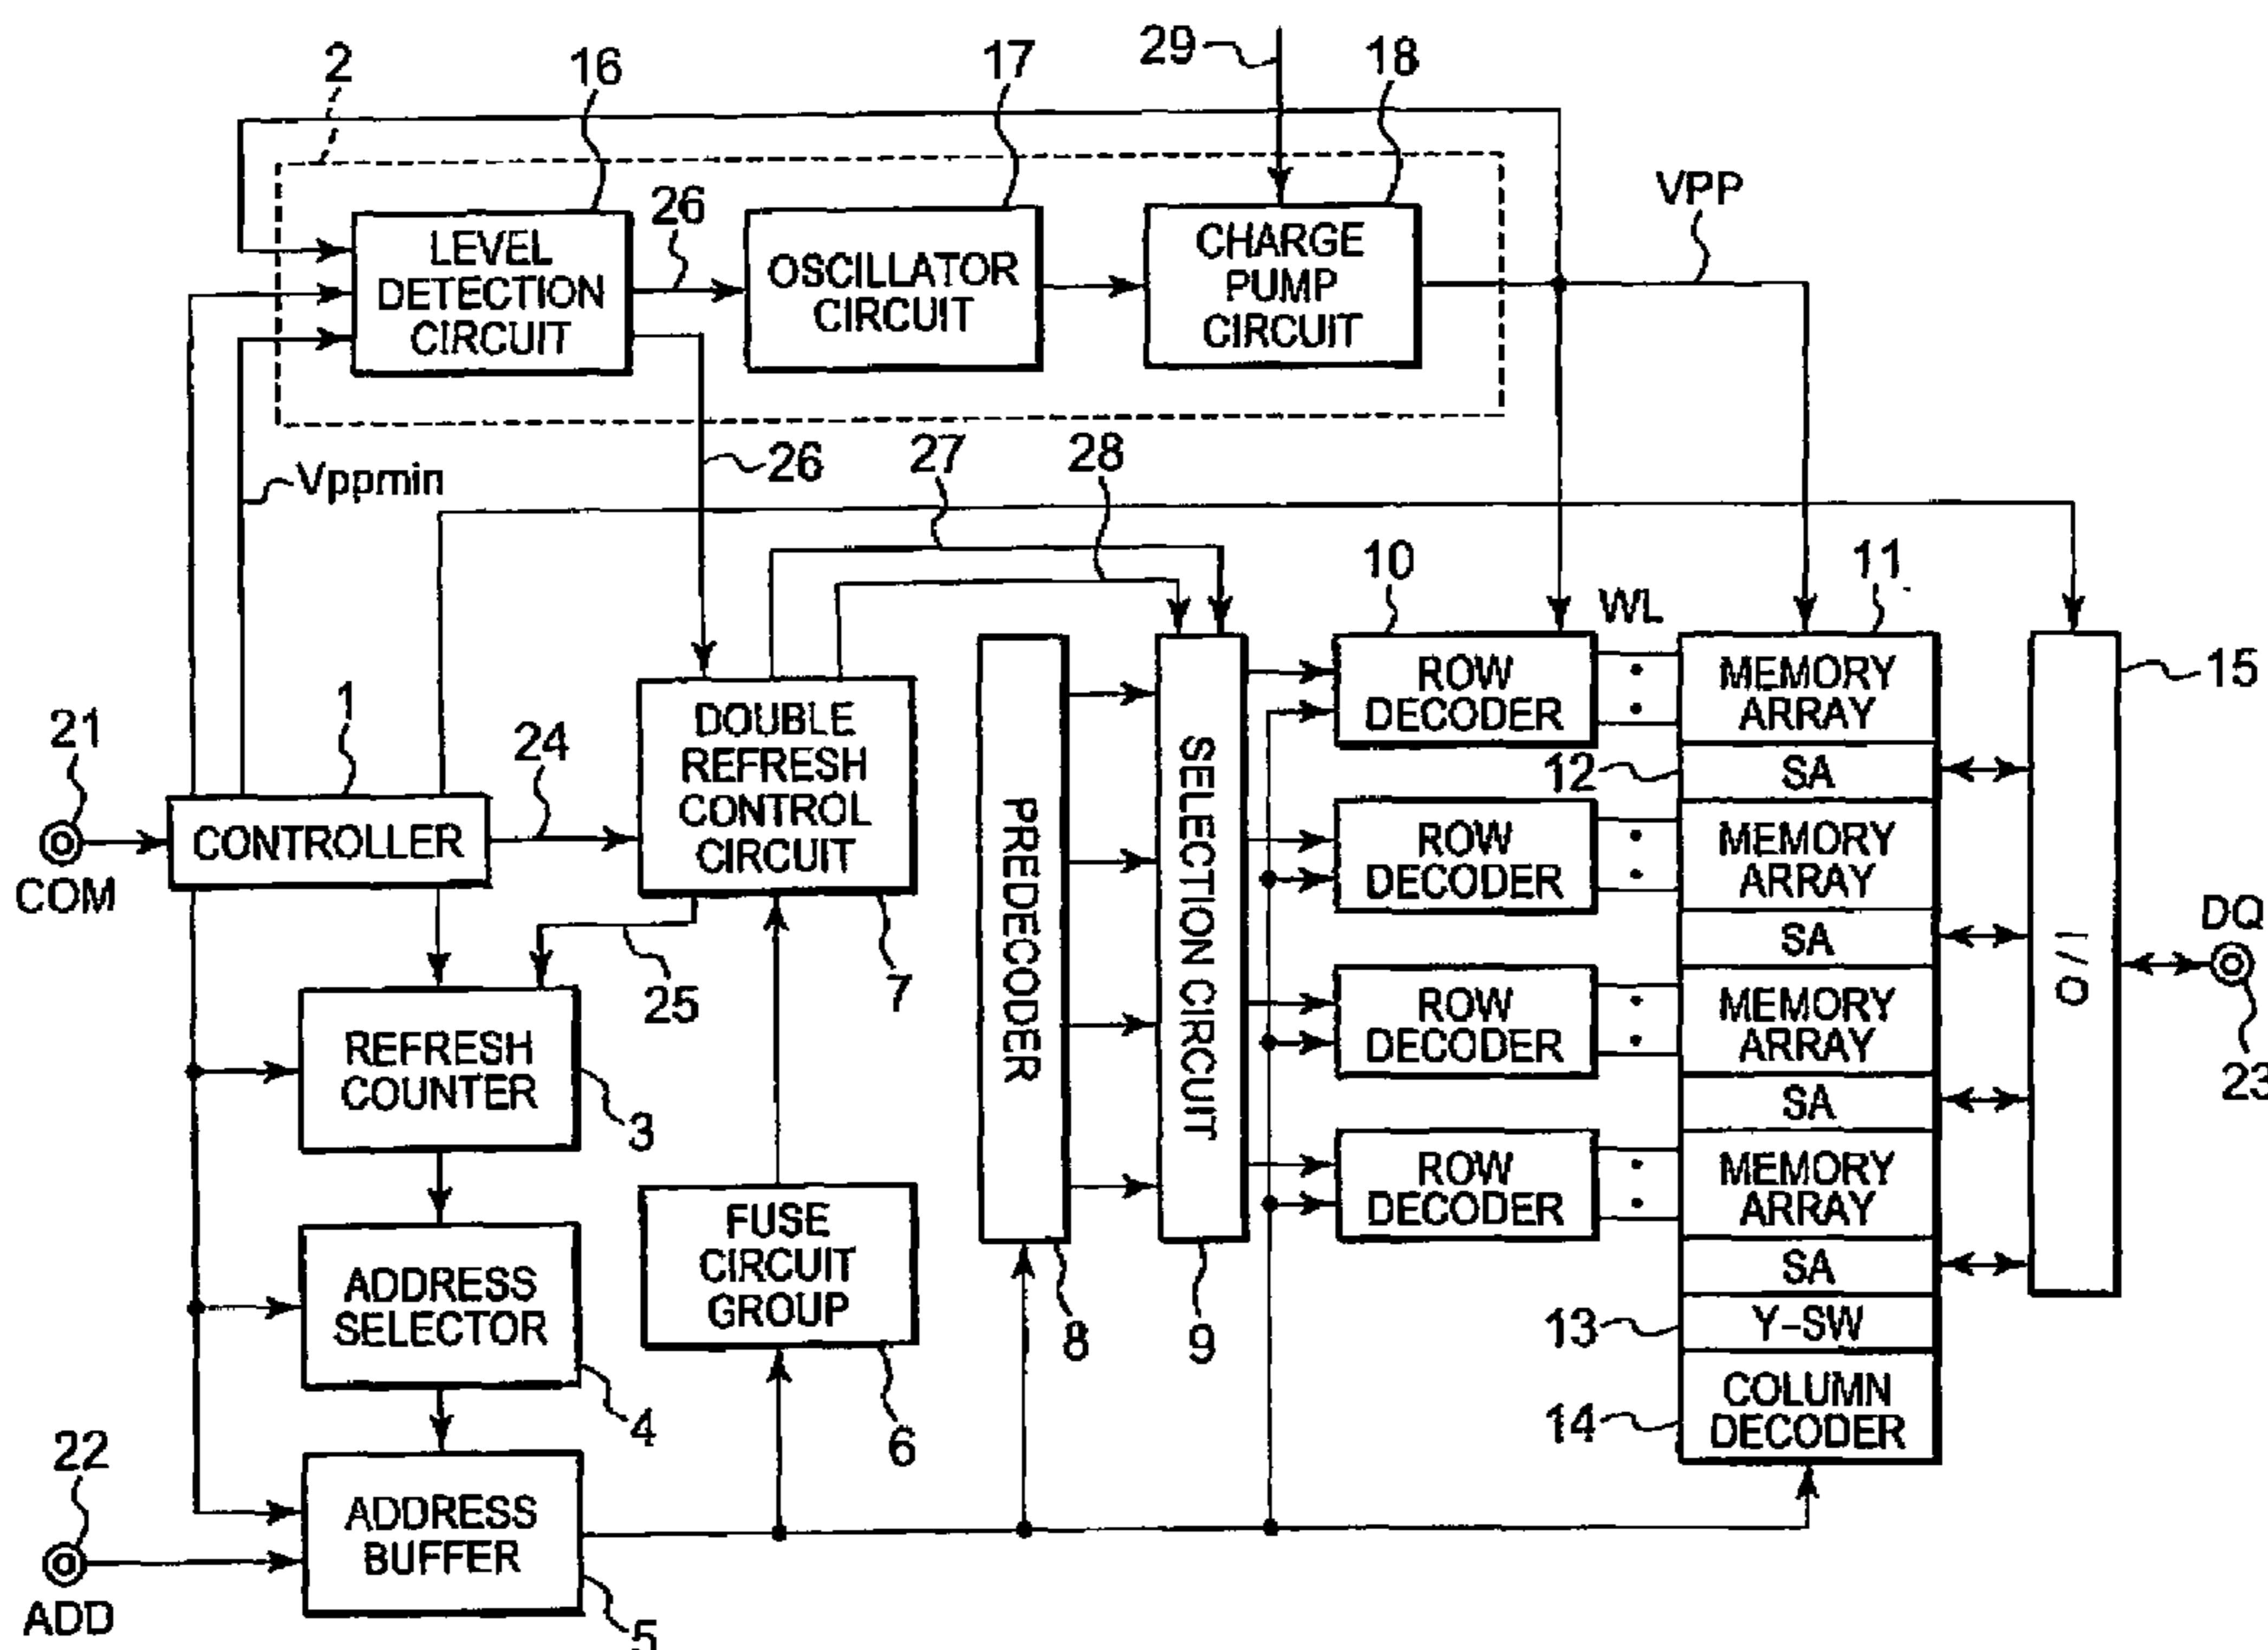 2
16
17
29
18
26
VPP
LEVEL
DETECTION
CIRCUIT
OSCILLATOR
CIRCUIT
CHARGE
PUMP
CIRCUIT
Vppmin
26
27
28
10
WL
11
15
21
COM
1
CONTROLLER
24
DOUBLE
REFRESH
CONTROL
CIRCUIT
7
25
PREDECODER
8
SELECTION CIRCUIT
9
ROW
DECODER
MEMORY
ARRAY
12
SA
ROW
DECODER
MEMORY
ARRAY
SA
ROW
DECODER
MEMORY
ARRAY
SA
ROW
DECODER
MEMORY
ARRAY
SA
13
Y-SW
14
COLUMN
DECODER
I/O
DQ
23
REFRESH
COUNTER
3
ADDRESS
SELECTOR
4
FUSE
CIRCUIT
GROUP
6
22
ADD
ADDRESS
BUFFER
5